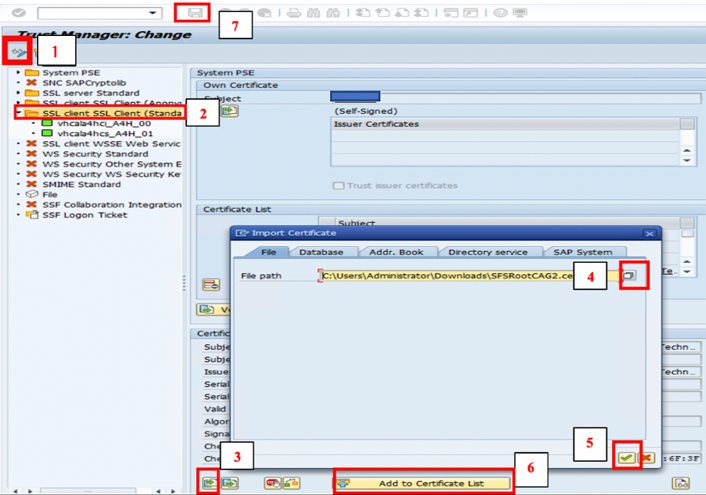 7
Trust Manager: Change
1
System PSE
SNC SAPCryptolib
SSL server Standard
SSL client SSL Client (Anony
SSL client SSL Client (Standa
2
vhcala4hci_A4H_00
vhcala4hcs_A4H_01
SSL client WSSE Web Servic
WS Security Standard
WS Security Other System E
WS Security WS Security Key
SMIME Standard
File
SSF Collaboration Integration
SSF Logon Ticket
System PSE
Own Certificate
Subject
(Self-Signed)
Issuer Certificates
Trust issuer certificates
Certificate List
Subject
Import Certificate
File Database Addr. Book Directory service SAP System
File path C:\Users\Administrator\Downloads\SFSRootCAG2.ce
4
Te.
Ve
Certific
Subje
Techn
Subje
Issue
Techn
Serial
Serial
Valid
Algor
Signa
Che
Che
:6F:3F
5
3
6
Add to Certificate List